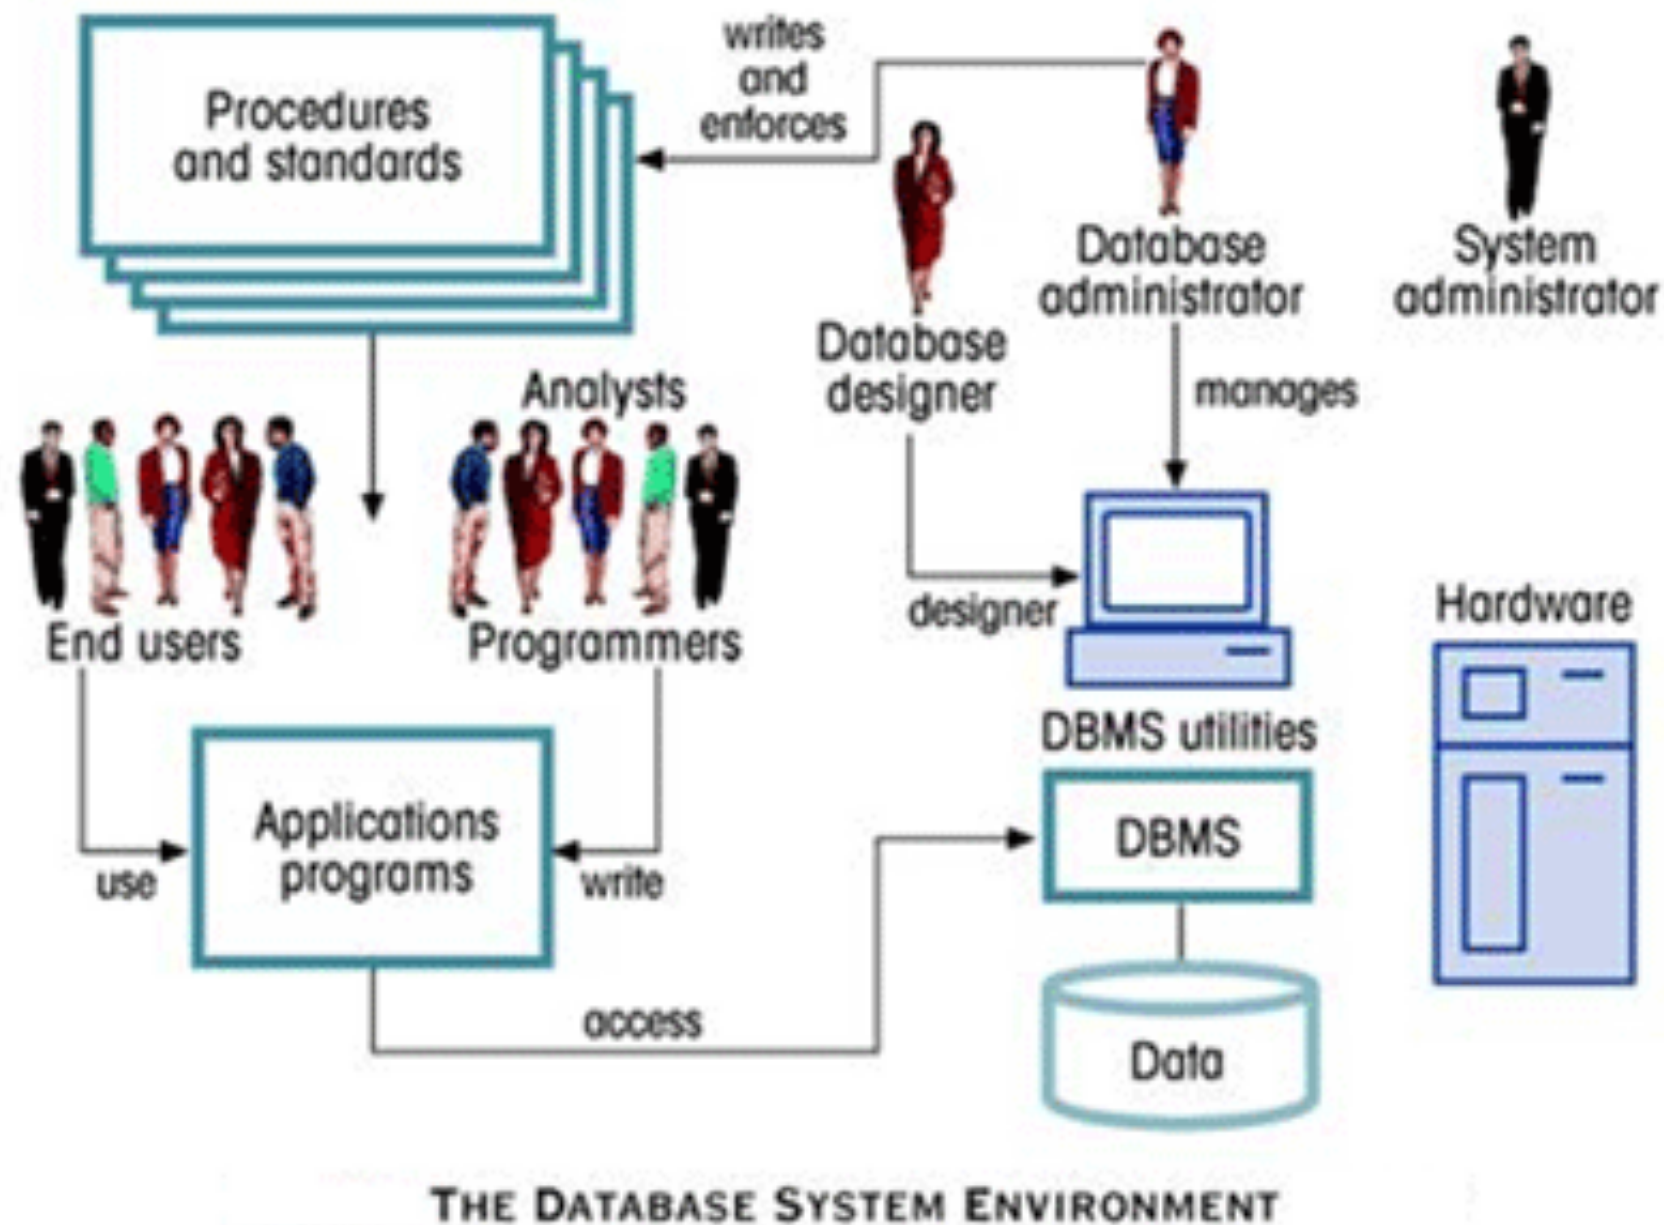 writes
and
enforces
Procedures
and standards
Database
administrator
System
administrator
Database
designer
manages
Analysts
End users
Programmers
designer
Hardware
DBMS utilities
Applications
programs
use
write
DBMS
access
Data
THE DATABASE SYSTEM ENVIRONMENT